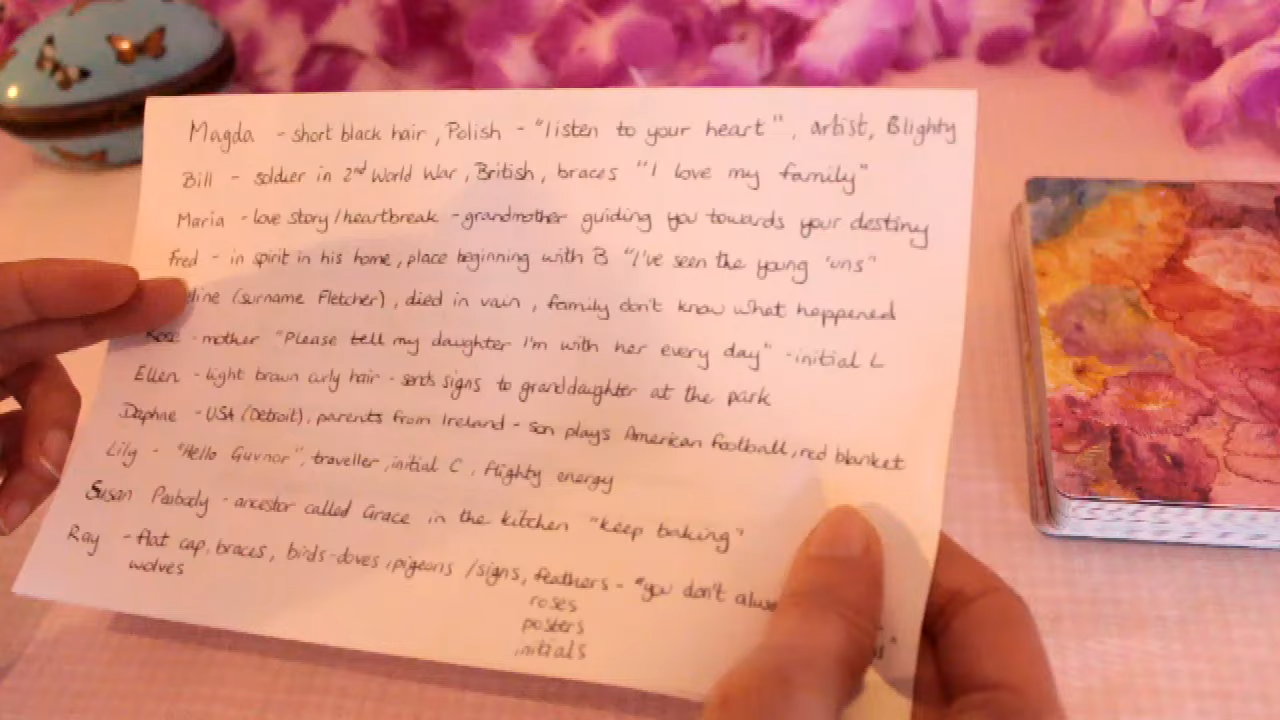 Magda - short black hair, Polish - "listen to your heart", artist, Blighty
Bill - soldier in 2nd World War, British, braces "I love my family"
Maria - love story/heartbreak - grandmother guiding you towards your destiny
Fred - in spirit in his home, place beginning with B "I've seen the young 'uns"
(surname Fletcher), died in vain, family don't know what happened
Rose - mother "Please tell my daughter I'm with her every day" - initial L
Ellen - light brown curly hair - sends signs to granddaughter at the park
Daphne - USA (Detroit), parents from Ireland - son plays American football, red blanket
Lily - "Hello Guvnor", traveller, initial C, flighty energy
Susan Peabody - ancestor called Grace in the kitchen "keep baking"
Ray - flat cap, braces, birds-doves, pigeons /signs, feathers - "you don't
wolves
roses
posters
initials